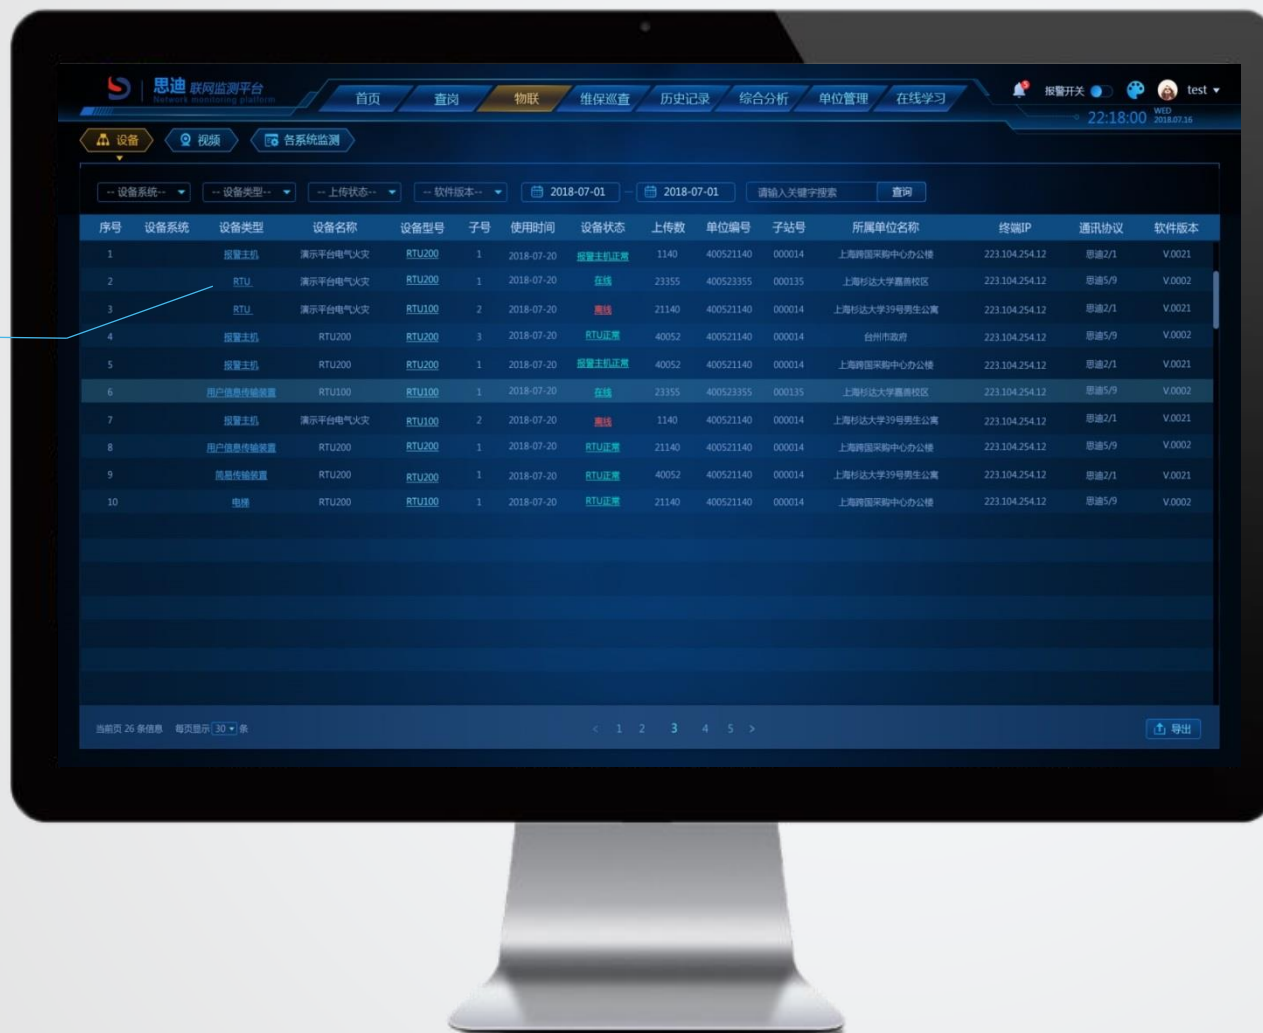 思迪 联网监测平台
Network monitoring platform
首页 查岗 物联 维保巡查 历史记录 综合分析 单位管理 在线学习
报警开关 test
22:18:00 WED 2018.07.16
设备 视频 各系统监测
-- 设备系统-- -- 设备类型-- -- 上传状态-- -- 软件版本-- 2018-07-01 2018-07-01 请输入关键字搜索 查询
序号 设备系统 设备类型 设备名称 设备型号 子号 使用时间 设备状态 上传数 单位编号 子站号 所属单位名称 终端IP 通讯协议 软件版本
1 报警主机 演示平台电气火灾 RTU200 1 2018-07-20 报警主机正常 1140 400521140 000014 上海跨国采购中心办公楼 223.104.254.12 思迪2/1 V.0021
2 RTU 演示平台电气火灾 RTU200 1 2018-07-20 在线 23355 400523355 000135 上海杉达大学嘉善校区 223.104.254.12 思迪5/9 V.0002
3 RTU 演示平台电气火灾 RTU100 2 2018-07-20 离线 21140 400521140 000014 上海杉达大学39号男生公寓 223.104.254.12 思迪2/1 V.0021
4 报警主机 RTU200 RTU200 3 2018-07-20 RTU正常 40052 400521140 000014 台州市政府 223.104.254.12 思迪5/9 V.0002
5 报警主机 RTU200 RTU200 1 2018-07-20 报警主机正常 40052 400521140 000014 上海跨国采购中心办公楼 223.104.254.12 思迪2/1 V.0021
6 用户信息传输装置 RTU100 RTU100 1 2018-07-20 在线 23355 400523355 000135 上海杉达大学嘉善校区 223.104.254.12 思迪5/9 V.0002
7 报警主机 演示平台电气火灾 RTU100 2 2018-07-20 离线 1140 400521140 000014 上海杉达大学39号男生公寓 223.104.254.12 思迪2/1 V.0021
8 用户信息传输装置 RTU200 RTU200 1 2018-07-20 RTU正常 21140 400521140 000014 上海跨国采购中心办公楼 223.104.254.12 思迪5/9 V.0002
9 简易传输装置 RTU200 RTU200 1 2018-07-20 RTU正常 40052 400521140 000014 上海杉达大学39号男生公寓 223.104.254.12 思迪2/1 V.0021
10 电梯 RTU200 RTU100 1 2018-07-20 RTU正常 21140 400521140 000014 上海跨国采购中心办公楼 223.104.254.12 思迪5/9 V.0002
当前页 26 条信息 每页显示 30 条 < 1 2 3 4 5 > 导出